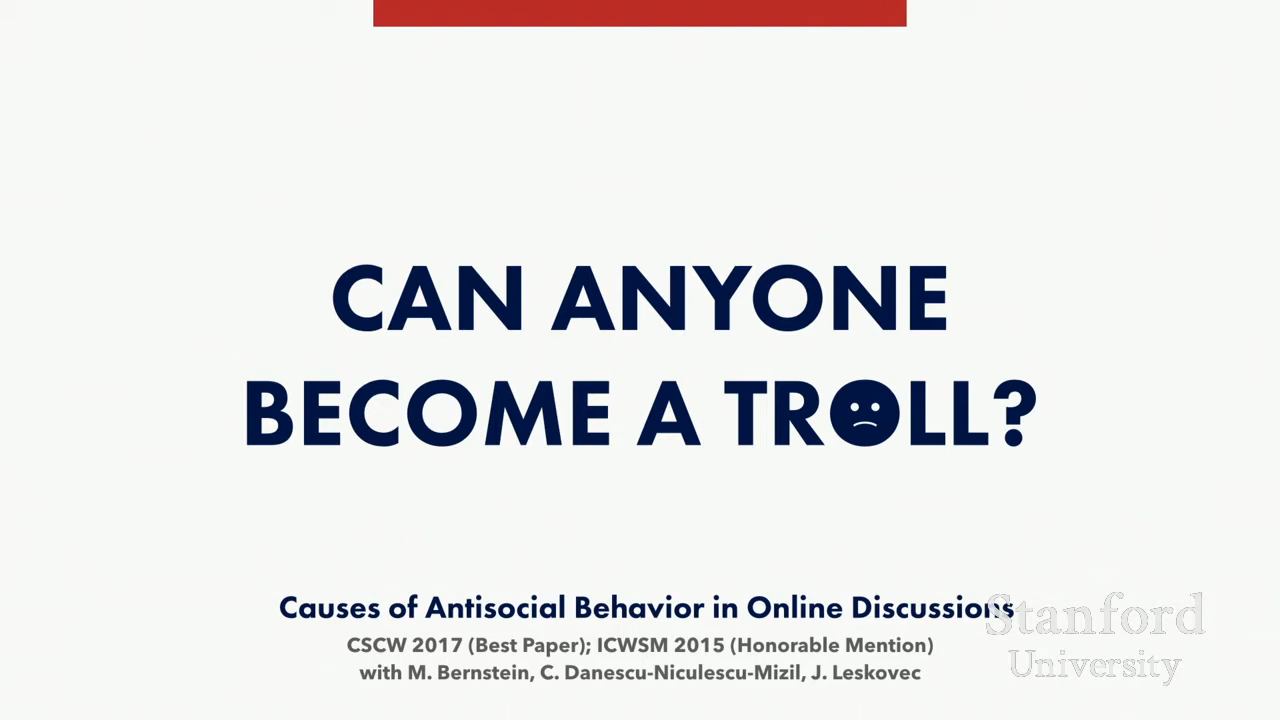 CAN ANYONE
BECOME A TROLL?
Causes of Antisocial Behavior in Online Discussions
CSCW 2017 (Best Paper); ICWSM 2015 (Honorable Mention)
with M. Bernstein, C. Danescu-Niculescu-Mizil, J. Leskovec
Stanford
University